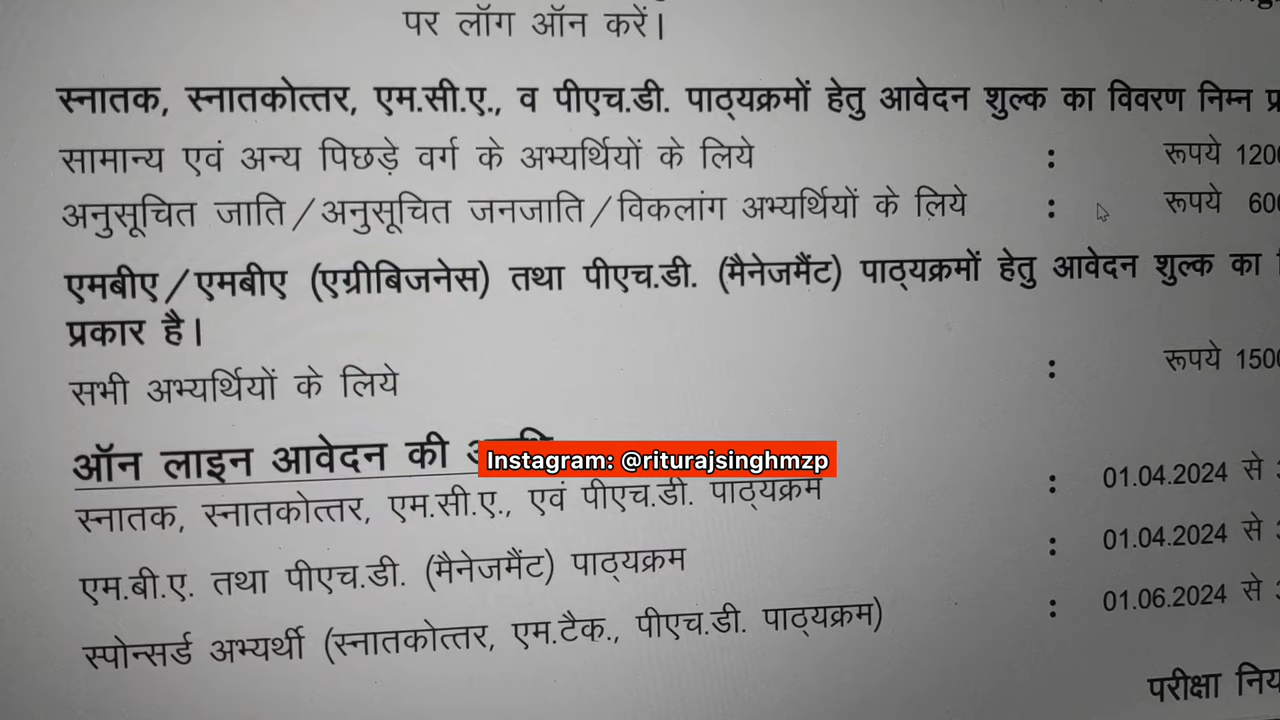 पर लॉग ऑन करें।
स्नातक, स्नातकोत्तर, एम.सी.ए., व पीएच.डी. पाठ्यक्रमों हेतु आवेदन शुल्क का विवरण निम्न
सामान्य एवं अन्य पिछड़े वर्ग के अभ्यर्थियों के लिये : रूपये 1200
अनुसूचित जाति/अनुसूचित जनजाति/विकलांग अभ्यर्थियों के लिये : रूपये 600
एमबीए/एमबीए (एग्रीबिजनेस) तथा पीएच.डी. (मैनेजमैंट) पाठ्यक्रमों हेतु आवेदन शुल्क का
प्रकार है।
सभी अभ्यर्थियों के लिये : रूपये 1500
ऑन लाइन आवेदन की
Instagram: @riturajsinghmzp
स्नातक, स्नातकोत्तर, एम.सी.ए., एवं पीएच.डी. पाठ्यक्रम : 01.04.2024 से
एम.बी.ए. तथा पीएच.डी. (मैनेजमैंट) पाठ्यक्रम : 01.04.2024 से
स्पोन्सर्ड अभ्यर्थी (स्नातकोत्तर, एम.टैक., पीएच.डी. पाठ्यक्रम) : 01.06.2024 से
परीक्षा